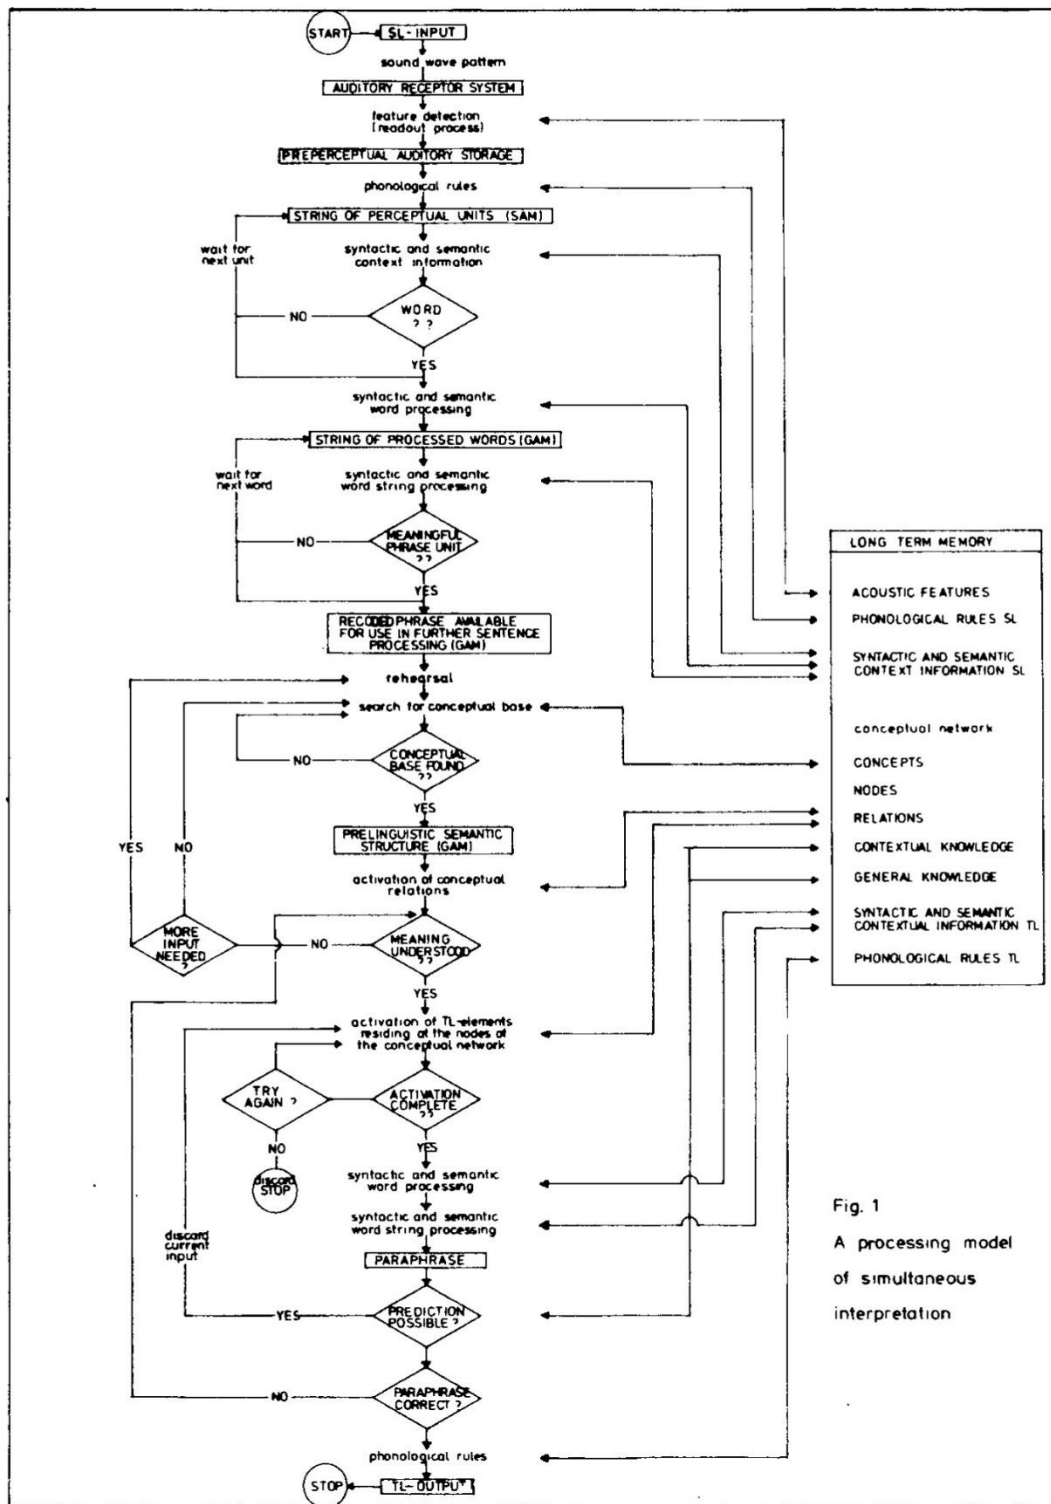 START
SL-INPUT
sound wave pattern
AUDITORY RECEPTOR SYSTEM
feature detection
(readout process)
PREPERCEPTUAL AUDITORY STORAGE
phonological rules
STRING OF PERCEPTUAL UNITS (SAM)
wait for
next unit
syntactic and semantic
context information
WORD
? ?
NO
YES
syntactic and semantic
word processing
STRING OF PROCESSED WORDS (GAM)
wait for
next word
syntactic and semantic
word string processing
MEANINGFUL
PHRASE UNIT
??
NO
YES
RECODED PHRASE AVAILABLE
FOR USE IN FURTHER SENTENCE
PROCESSING (GAM)
rehearsal
search for conceptual base
CONCEPTUAL
BASE FOUND
??
NO
YES
PRELINGUISTIC SEMANTIC
STRUCTURE (GAM)
YES
NO
activation of conceptual
relations
MORE
INPUT
NEEDED
?
NO
MEANING
UNDERSTOOD
??
YES
activation of TL-elements
residing at the nodes of
the conceptual network
TRY
AGAIN ?
ACTIVATION
COMPLETE
??
NO
YES
discard
STOP
syntactic and semantic
word processing
syntactic and semantic
word string processing
discard
current
input
PARAPHRASE
PREDICTION
POSSIBLE ?
YES
PARAPHRASE
CORRECT ?
NO
phonological rules
STOP
TL-OUTPUT
LONG TERM MEMORY
ACOUSTIC FEATURES
PHONOLOGICAL RULES SL
SYNTACTIC AND SEMANTIC
CONTEXT INFORMATION SL
conceptual network
CONCEPTS
NODES
RELATIONS
CONTEXTUAL KNOWLEDGE
GENERAL KNOWLEDGE
SYNTACTIC AND SEMANTIC
CONTEXTUAL INFORMATION TL
PHONOLOGICAL RULES TL
Fig. 1
A processing model
of simultaneous
interpretation